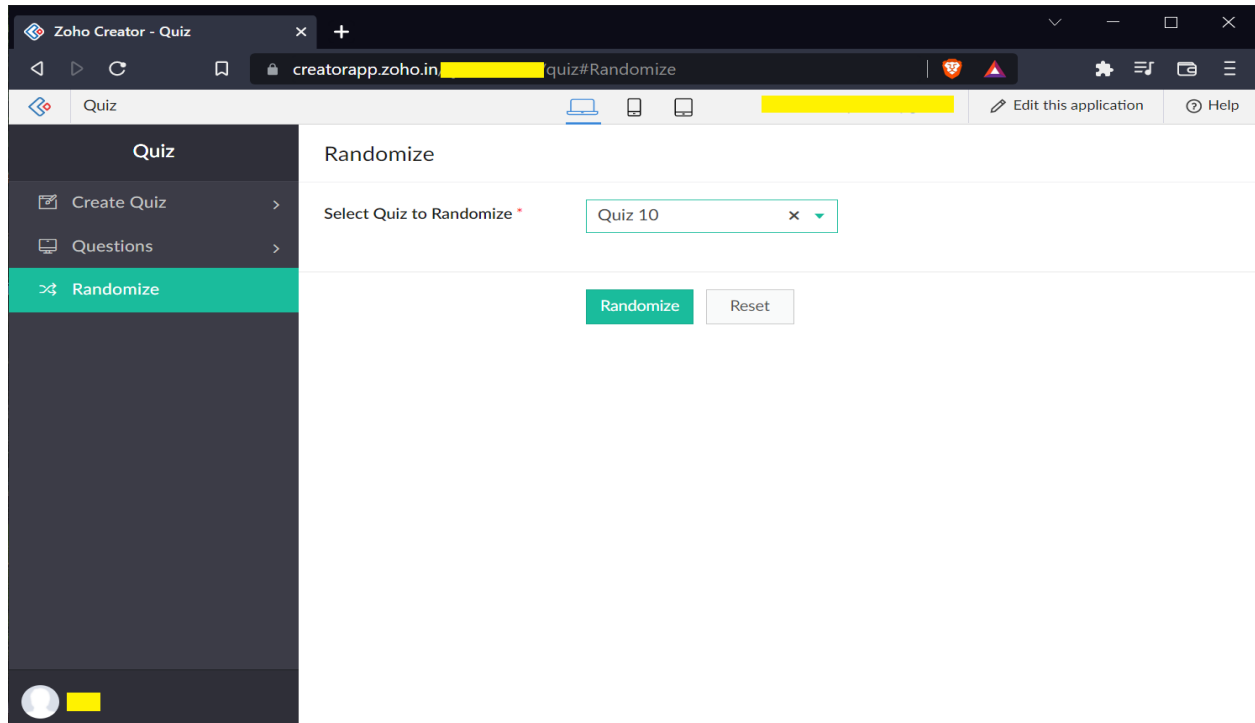 Zoho Creator - Quiz
creatorapp.zoho.in/ /quiz#Randomize
Quiz
Edit this application
Help
Quiz
Create Quiz
Questions
Randomize
Randomize
Select Quiz to Randomize *
Quiz 10
Randomize Reset